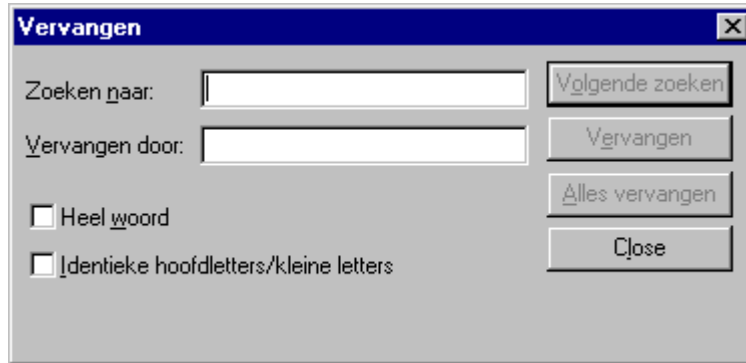 Vervangen
Zoeken naar:
Volgende zoeken
Vervangen door:
Vervangen
Alles vervangen
Heel woord
Close
Identieke hoofdletters/kleine letters